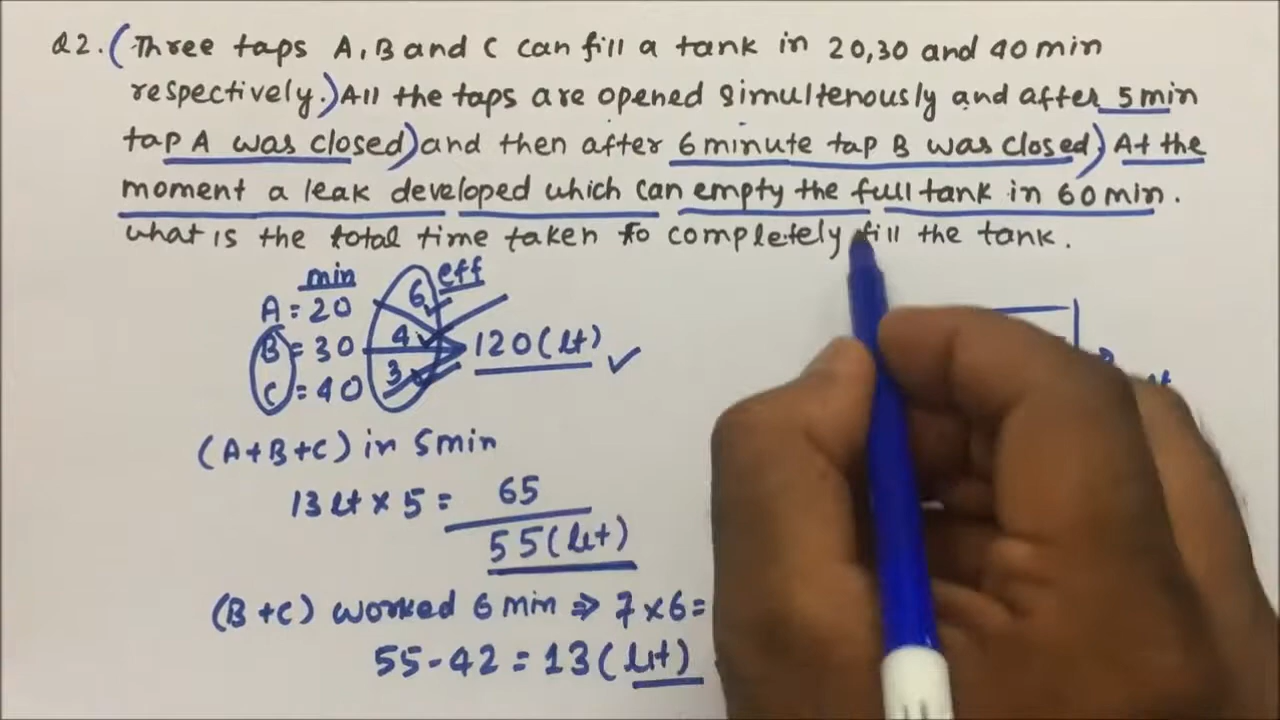 Q2. (Three taps A, B and C can fill a tank in 20,30 and 40 min
respectively.) All the taps are opened simultenously and after 5 min
tap A was closed) and then after 6 minute tap B was closed) At the
moment a leak developed which can empty the full tank in 60 min.
what is the total time taken to completely fill the tank.
min eff
A = 20 6
B = 30 4 120 (lt) ✓
C = 40 3
(A+B+C) in 5 min
13 lt × 5 = 65
55 (lit)
(B+C) worked 6 min ⇒ 7 × 6 =
55 - 42 = 13 (lit)